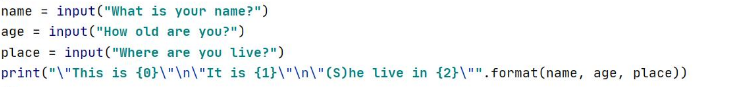 name = input("What is your name?")
age = input("How old are you?")
place = input("Where are you live?")
print("\"This is {0}\"\n\"It is {1}\"\n\"(S)he live in {2}\"".format(name, age, place))